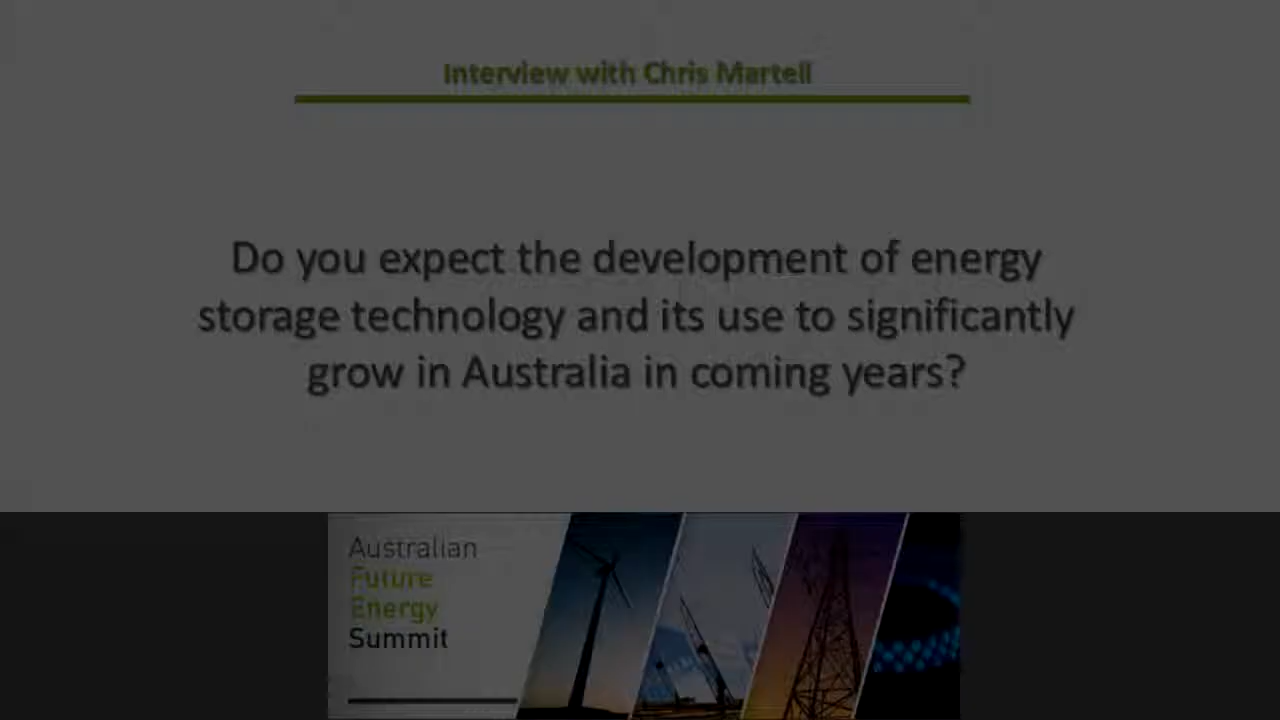 Interview with Chris Martell
Do you expect the development of energy
storage technology and its use to significantly
grow in Australia in coming years?
Australian
Future
Energy
Summit